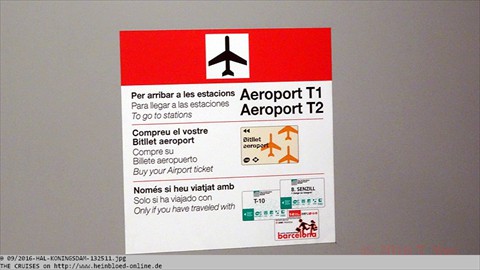 Per arribar a les estacions
Para llegar a las estaciones
To go to stations
Aeroport T1
Aeroport T2
Compreu el vostre
Bitllet aeroport
Compre su
Billete aeropuerto
Buy your Airport ticket
Bitllet
aeroport
Només si heu viatjat amb
Solo si ha viajado con
Only if you have traveled with
T-10
B. SENZILL
barcelona
© 09/2016-HAL-KONINGSDAM-132511.jpg
THE CRUISES on http://www.heinbloed-online.de